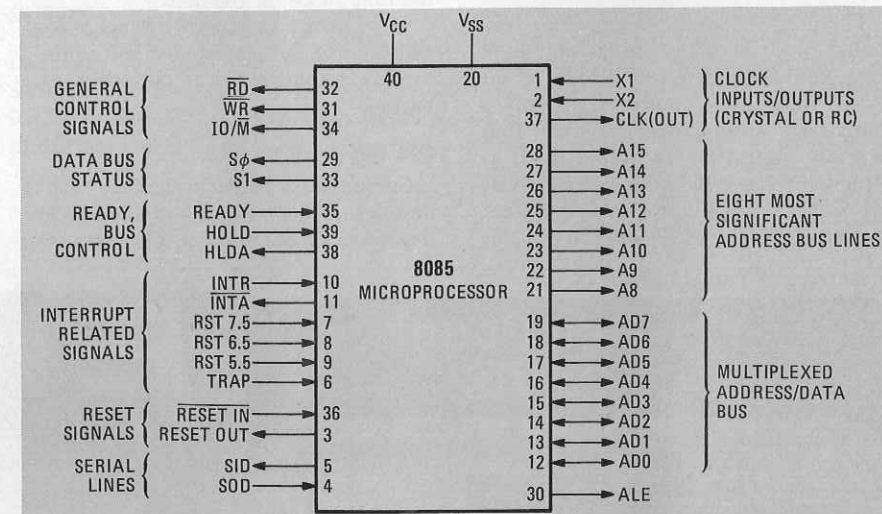 VCC VSS
40 20
GENERAL CONTROL SIGNALS
R̅D̅ 32
W̅R̅ 31
IO/M̅ 34
DATA BUS STATUS
Sϕ 29
S1 33
READY, BUS CONTROL
READY 35
HOLD 39
HLDA 38
INTERRUPT RELATED SIGNALS
INTR 10
I̅N̅T̅A̅ 11
RST 7.5 7
RST 6.5 8
RST 5.5 9
TRAP 6
RESET SIGNALS
R̅E̅S̅E̅T̅ I̅N̅ 36
RESET OUT 3
SERIAL LINES
SID 5
SOD 4
8085
MICROPROCESSOR
1 X1
2 X2
37 CLK(OUT)
CLOCK
INPUTS/OUTPUTS
(CRYSTAL OR RC)
28 A15
27 A14
26 A13
25 A12
24 A11
23 A10
22 A9
21 A8
EIGHT MOST
SIGNIFICANT
ADDRESS BUS LINES
19 AD7
18 AD6
17 AD5
16 AD4
15 AD3
14 AD2
13 AD1
12 AD0
MULTIPLEXED
ADDRESS/DATA
BUS
30 ALE